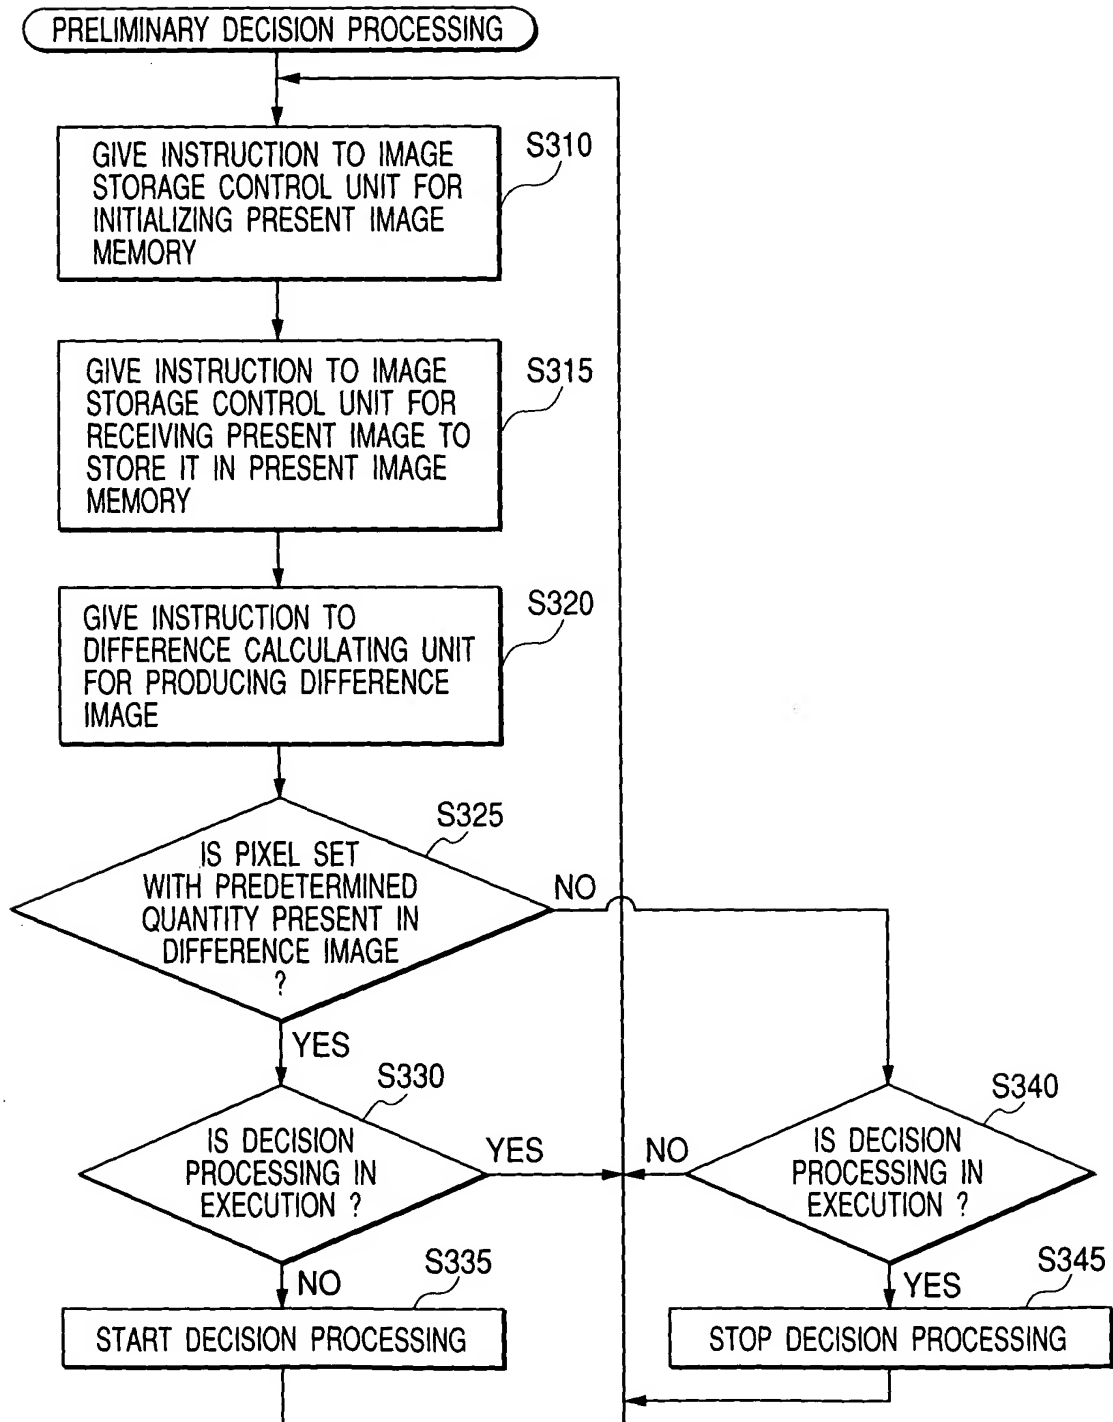 PRELIMINARY DECISION PROCESSING
GIVE INSTRUCTION TO IMAGE
STORAGE CONTROL UNIT FOR
INITIALIZING PRESENT IMAGE
MEMORY
S310
GIVE INSTRUCTION TO IMAGE
STORAGE CONTROL UNIT FOR
RECEIVING PRESENT IMAGE TO
STORE IT IN PRESENT IMAGE
MEMORY
S315
GIVE INSTRUCTION TO
DIFFERENCE CALCULATING UNIT
FOR PRODUCING DIFFERENCE
IMAGE
S320
S325
IS PIXEL SET
WITH PREDETERMINED
QUANTITY PRESENT IN
DIFFERENCE IMAGE
?
NO
YES
S330
IS DECISION
PROCESSING IN
EXECUTION ?
YES
NO
S340
IS DECISION
PROCESSING IN
EXECUTION ?
NO
YES
S335
START DECISION PROCESSING
S345
STOP DECISION PROCESSING